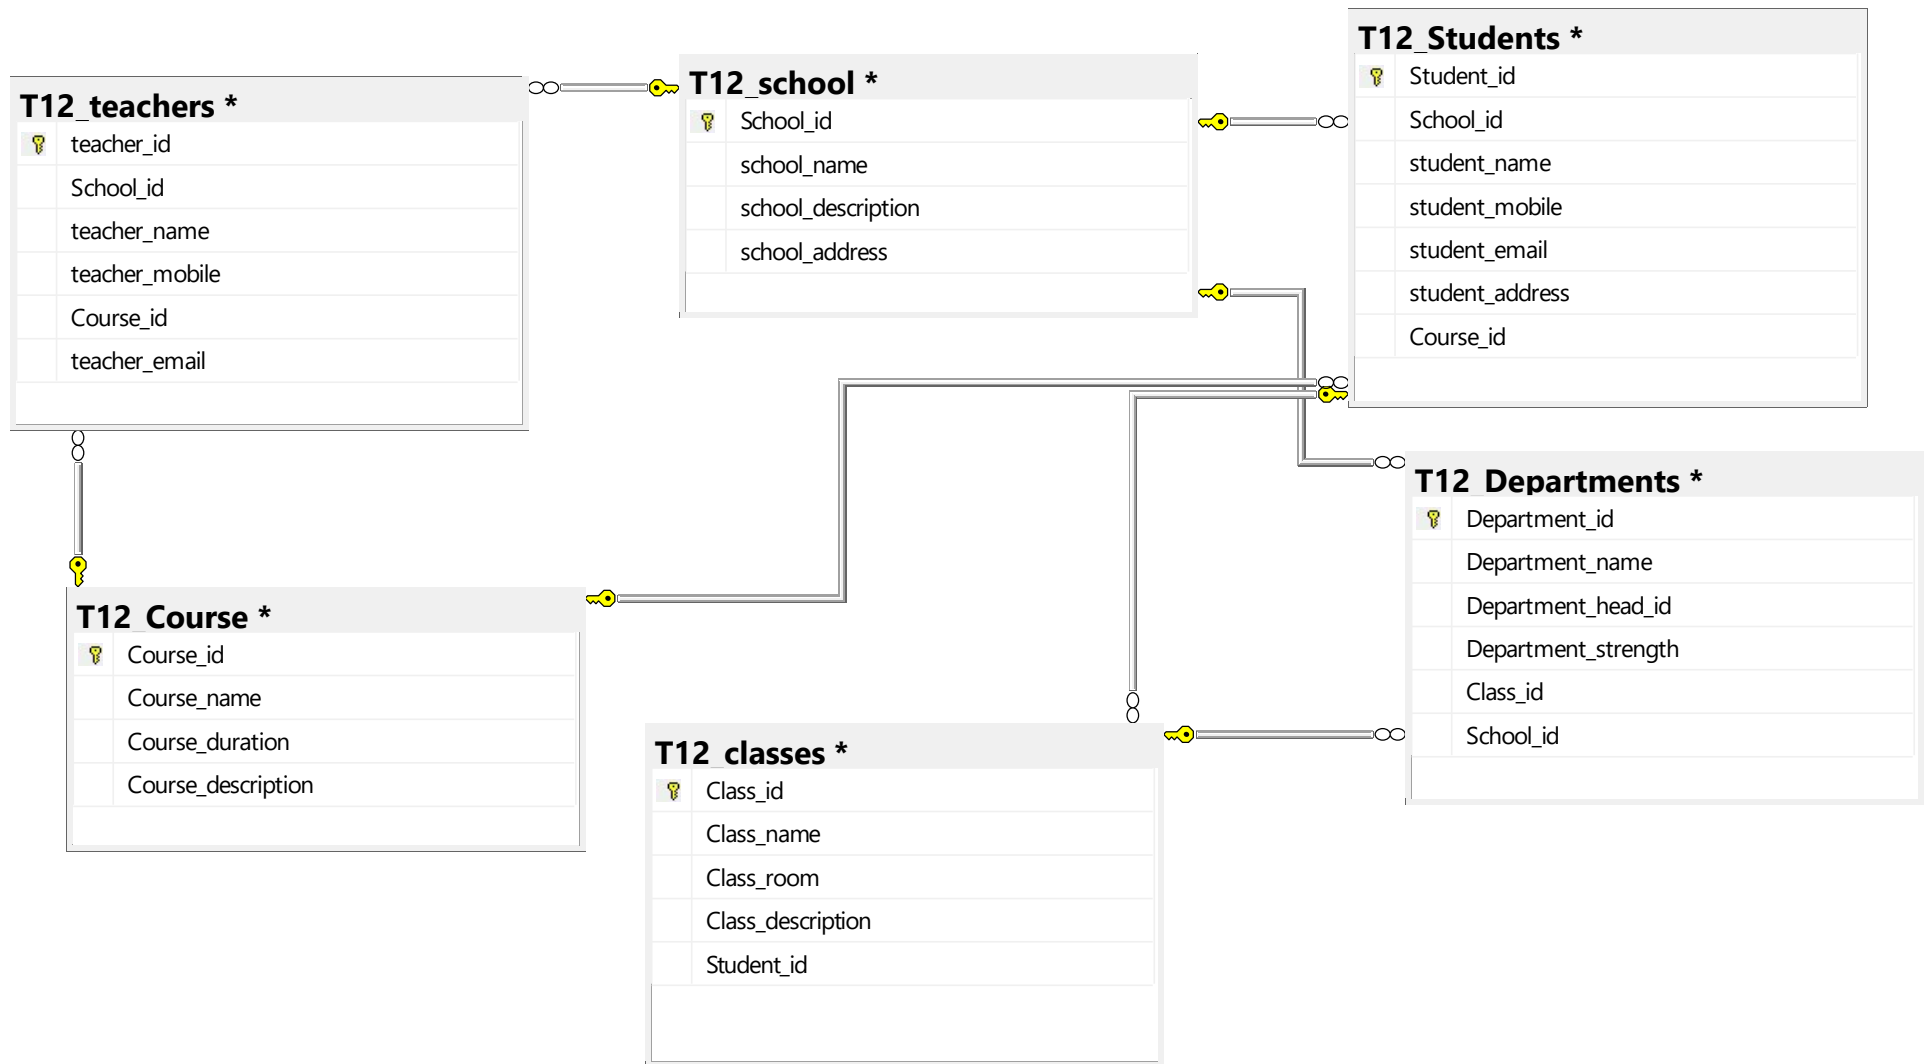 T12_teachers *
teacher_id
School_id
teacher_name
teacher_mobile
Course_id
teacher_email
T12_school *
School_id
school_name
school_description
school_address
T12_Students *
Student_id
School_id
student_name
student_mobile
student_email
student_address
Course_id
T12_Departments *
Department_id
Department_name
Department_head_id
Department_strength
Class_id
School_id
T12_Course *
Course_id
Course_name
Course_duration
Course_description
T12_classes *
Class_id
Class_name
Class_room
Class_description
Student_id